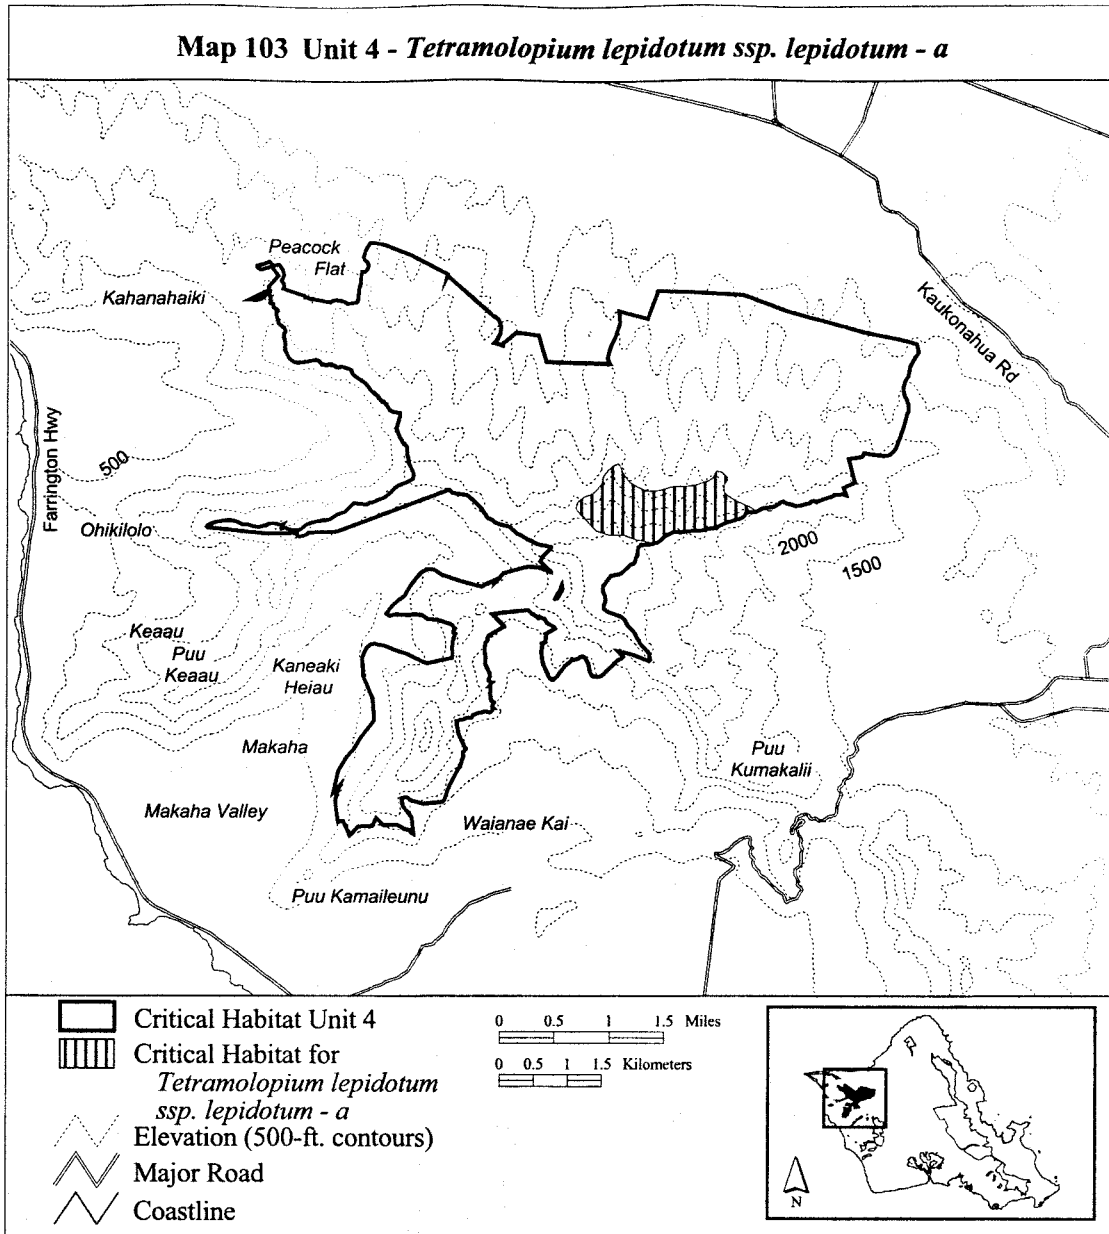 Map 103 Unit 4 - Tetramolopium lepidotum ssp. lepidotum - a
Peacock
Flat
Kahanahaiki
Kaukonahua Rd
Farrington Hwy
500
Ohikilolo
2000
1500
Keaau
Puu
Keaau
Kaneaki
Heiau
Makaha
Puu
Kumakalii
Makaha Valley
Waianae Kai
Puu Kamaileunu
Critical Habitat Unit 4
Critical Habitat for
Tetramolopium lepidotum
ssp. lepidotum - a
Elevation (500-ft. contours)
Major Road
Coastline
0 0.5 1 1.5 Miles
0 0.5 1 1.5 Kilometers
N